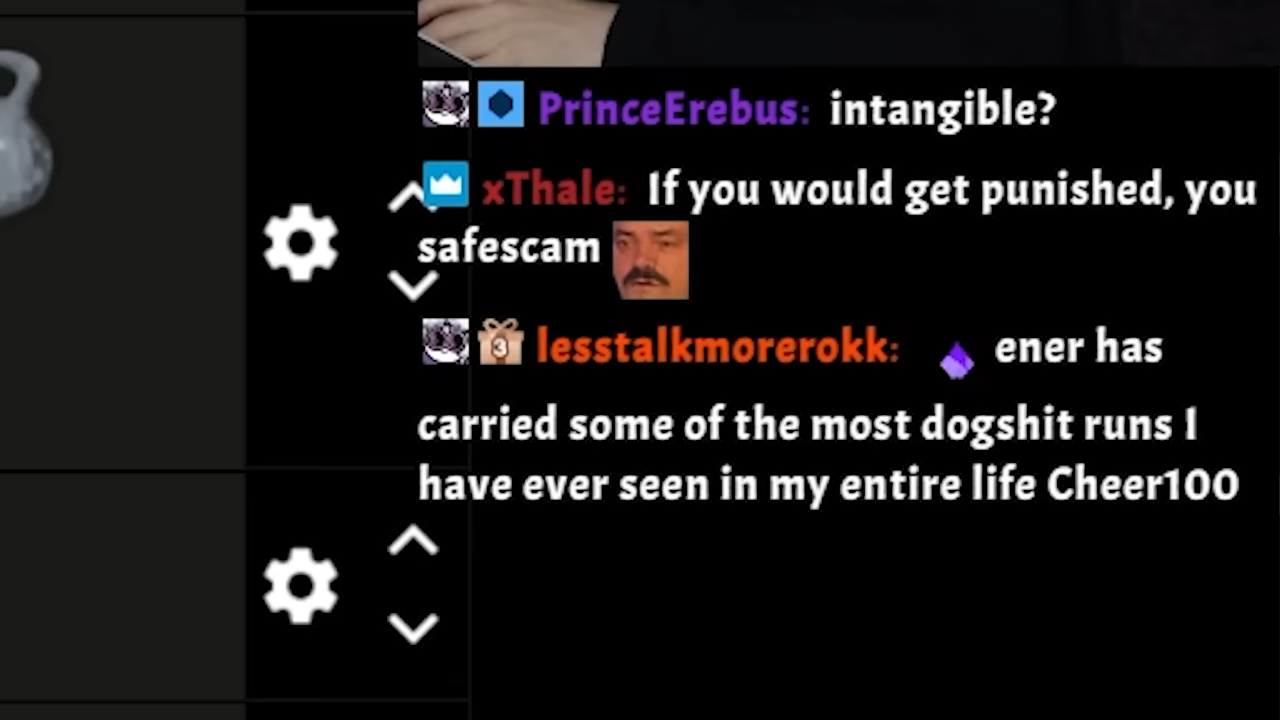 PrinceErebus: intangible?
xThale: If you would get punished, you
safescam
3 lesstalkmorerokk: ener has
carried some of the most dogshit runs I
have ever seen in my entire life Cheer100